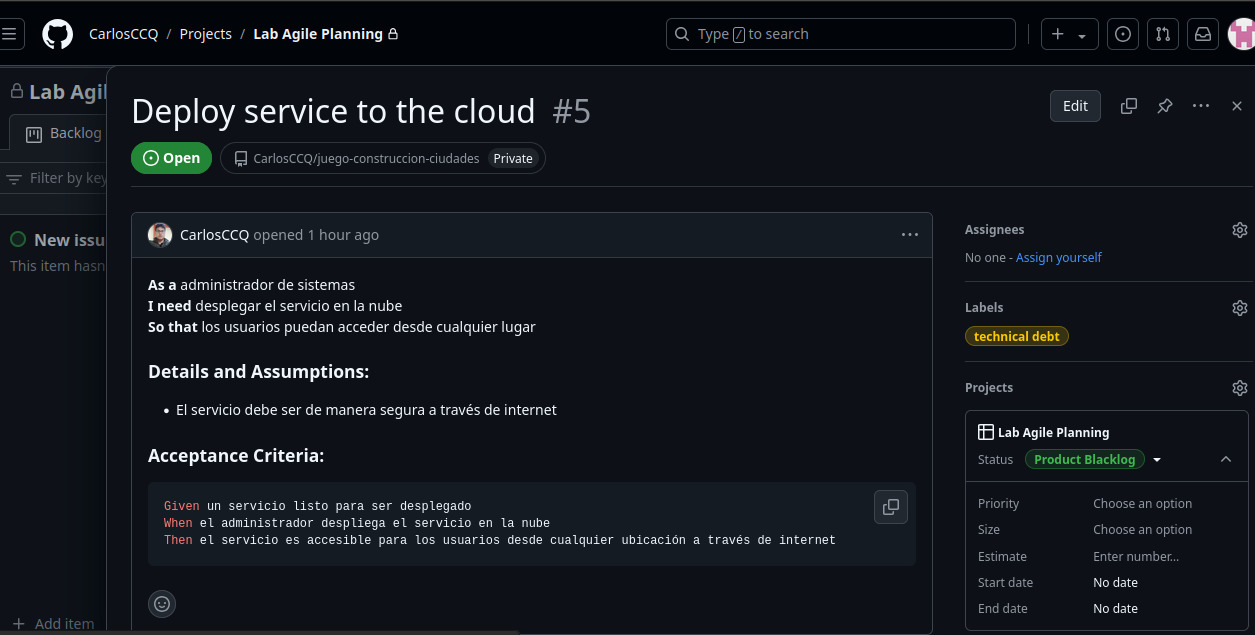 CarlosCCQ / Projects / Lab Agile Planning
Type / to search
Lab Agil
Backlog
Filter by key
New issu
This item hasn
Add item
Deploy service to the cloud #5
Edit
Open
CarlosCCQ/juego-construccion-ciudades Private
CarlosCCQ opened 1 hour ago
As a administrador de sistemas
I need desplegar el servicio en la nube
So that los usuarios puedan acceder desde cualquier lugar
Details and Assumptions:
El servicio debe ser de manera segura a través de internet
Acceptance Criteria:
Given un servicio listo para ser desplegado
When el administrador despliega el servicio en la nube
Then el servicio es accesible para los usuarios desde cualquier ubicación a través de internet
Assignees
No one - Assign yourself
Labels
technical debt
Projects
Lab Agile Planning
Status Product Blacklog
Priority Choose an option
Size Choose an option
Estimate Enter number...
Start date No date
End date No date